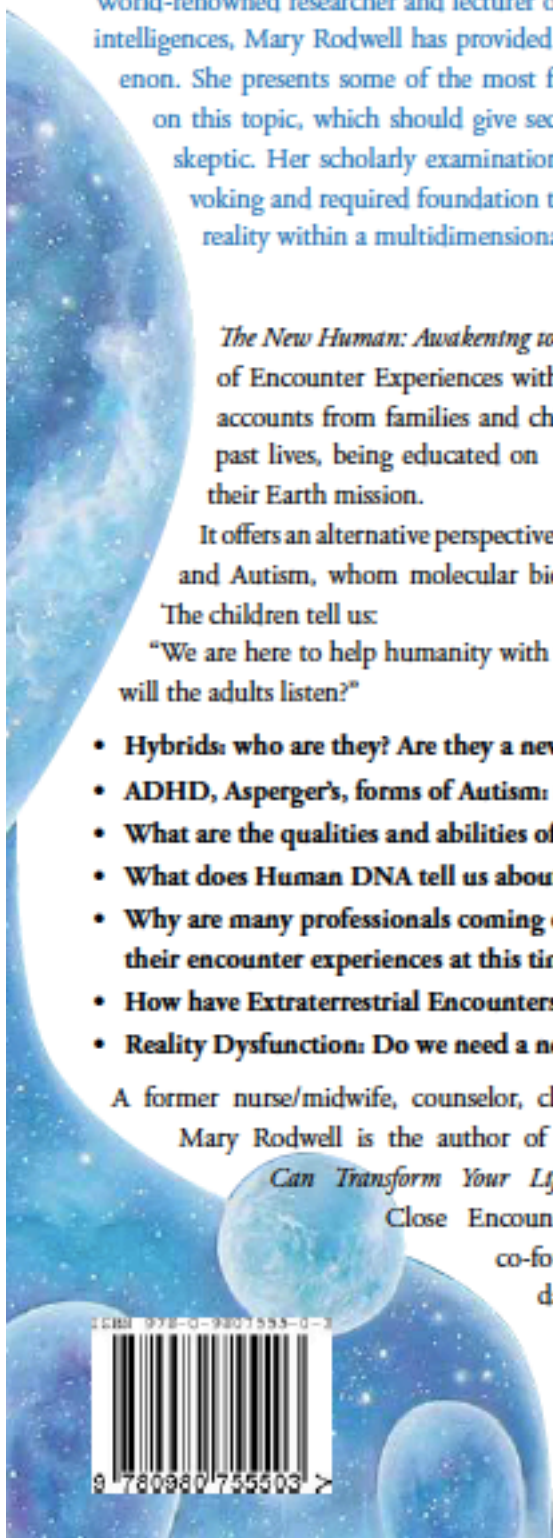 world-renowned researcher and lecturer
intelligences, Mary Rodwell has provided
enon. She presents some of the most
on this topic, which should give
skeptic. Her scholarly examination
voking and required foundation
reality within a multidimensiona
The New Human: Awakening to
of Encounter Experiences with
accounts from families and ch
past lives, being educated on
their Earth mission.
It offers an alternative perspective
and Autism, whom molecular bio
The children tell us:
“We are here to help humanity with
will the adults listen?”
• Hybrids: who are they? Are they a new
• ADHD, Asperger’s, forms of Autism:
• What are the qualities and abilities of
• What does Human DNA tell us about
• Why are many professionals coming
their encounter experiences at this tim
• How have Extraterrestrial Encounters
• Reality Dysfunction: Do we need a ne
A former nurse/midwife, counselor, cl
Mary Rodwell is the author of
Can Transform Your Lif
Close Encoun
co-fo
d
9 780980 755503 >